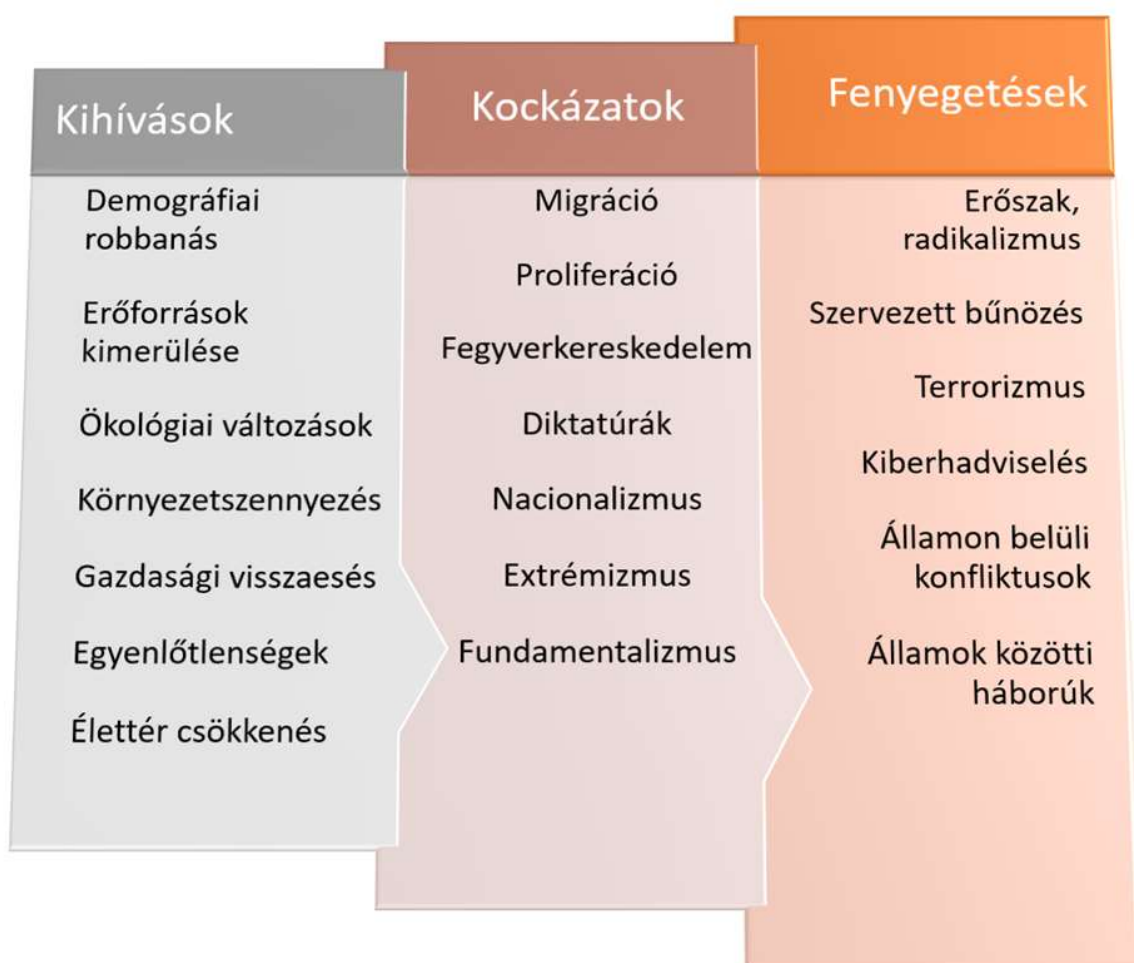 Kihívások
Demográfiai
robbanás
Erőforrások
kimerülése
Ökológiai változások
Környezetszennyezés
Gazdasági visszaesés
Egyenlőtlenségek
Élettér csökkenés
Kockázatok
Migráció
Proliferáció
Fegyverkereskedelem
Diktatúrák
Nacionalizmus
Extrémizmus
Fundamentalizmus
Fenyegetések
Erőszak,
radikalizmus
Szervezett bűnözés
Terrorizmus
Kiberhadviselés
Államon belüli
konfliktusok
Államok közötti
háborúk